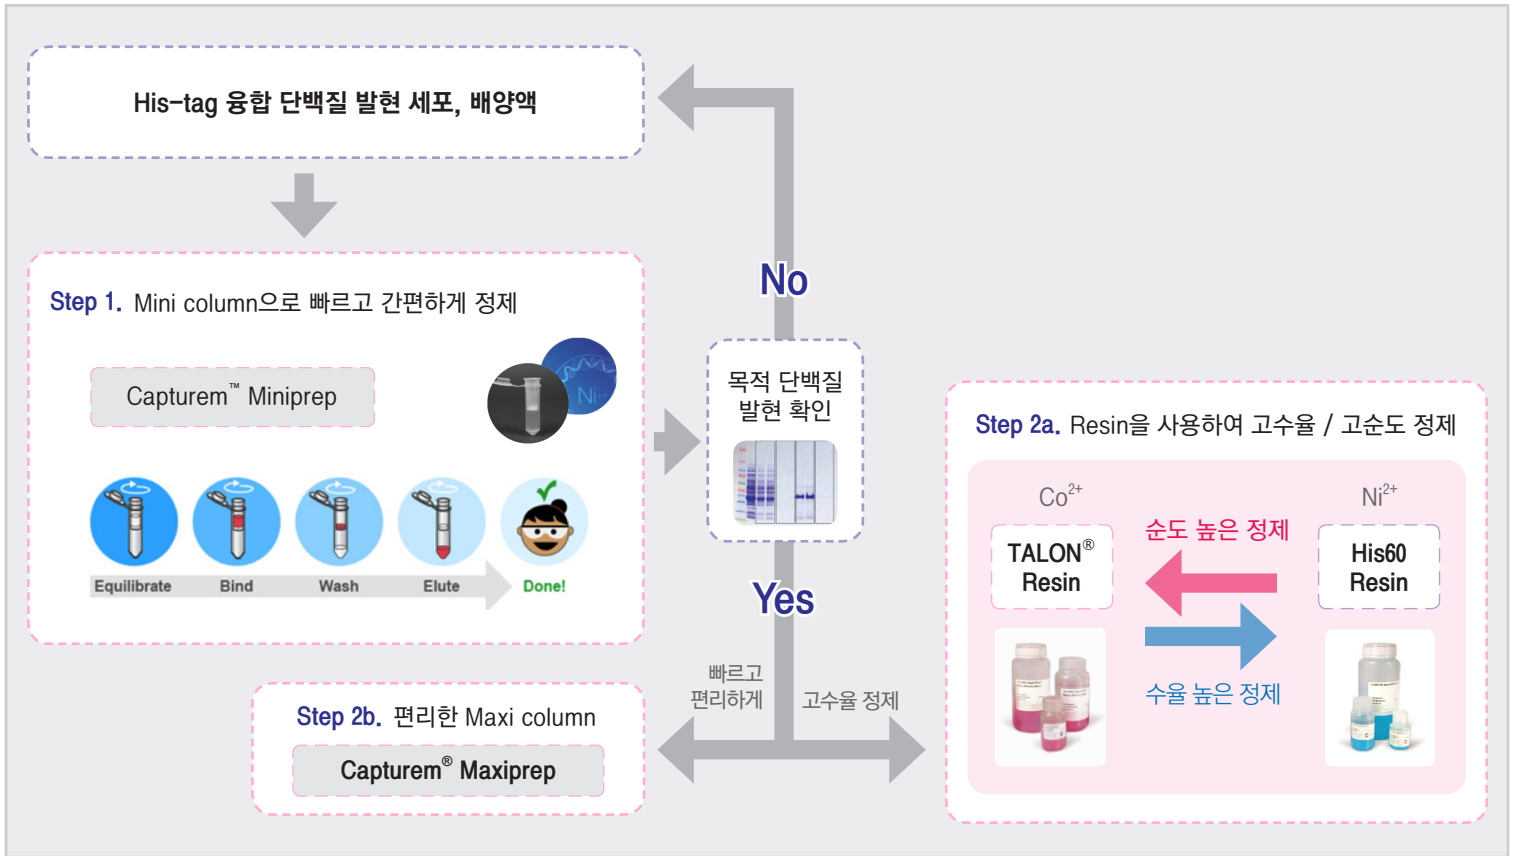 His-tag 융합 단백질 발현 세포, 배양액
Step 1. Mini column으로 빠르고 간편하게 정제
Capturem™ Miniprep
Ni++
Equilibrate
Bind
Wash
Elute
Done!
No
목적 단백질
발현 확인
Yes
빠르고
편리하게
고수율 정제
Step 2b. 편리한 Maxi column
Capturem® Maxiprep
Step 2a. Resin을 사용하여 고수율 / 고순도 정제
Co2+
TALON®
Resin
순도 높은 정제
수율 높은 정제
Ni2+
His60
Resin